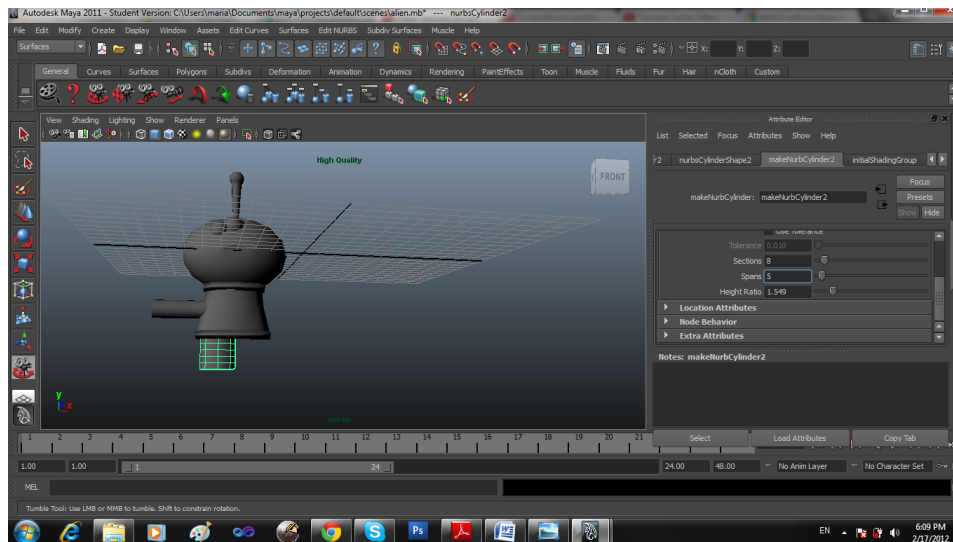 Autodesk Maya 2011 - Student Version: C:\Users\maria\Documents\maya\projects\default\scenes\alien.mb* --- nurbsCylinder2
File Edit Modify Create Display Window Assets Edit Curves Surfaces Edit NURBS Subdiv Surfaces Muscle Help
Surfaces X: Y: Z:
General Curves Surfaces Polygons Subdivs Deformation Animation Dynamics Rendering PaintEffects Toon Muscle Fluids Fur Hair nCloth Custom
View Shading Lighting Show Renderer Panels
High Quality
FRONT
y
x
persp
Attribute Editor
List Selected Focus Attributes Show Help
r2 nurbsCylinderShape2 makeNurbCylinder2 initialShadingGroup
makeNurbCylinder: makeNurbCylinder2
Focus
Presets
Show Hide
Use Tolerance
Tolerance 0.010
Sections 8
Spans 5
Height Ratio 1.549
Location Attributes
Node Behavior
Extra Attributes
Notes: makeNurbCylinder2
Select Load Attributes Copy Tab
1 2 3 4 5 6 7 8 9 10 11 12 13 14 15 16 17 18 19 20 21
1.00 1.00 1 24 24.00 48.00 No Anim Layer No Character Set
MEL
Tumble Tool: Use LMB or MMB to tumble. Shift to constrain rotation.
Ps
EN
6:09 PM
2/17/2012